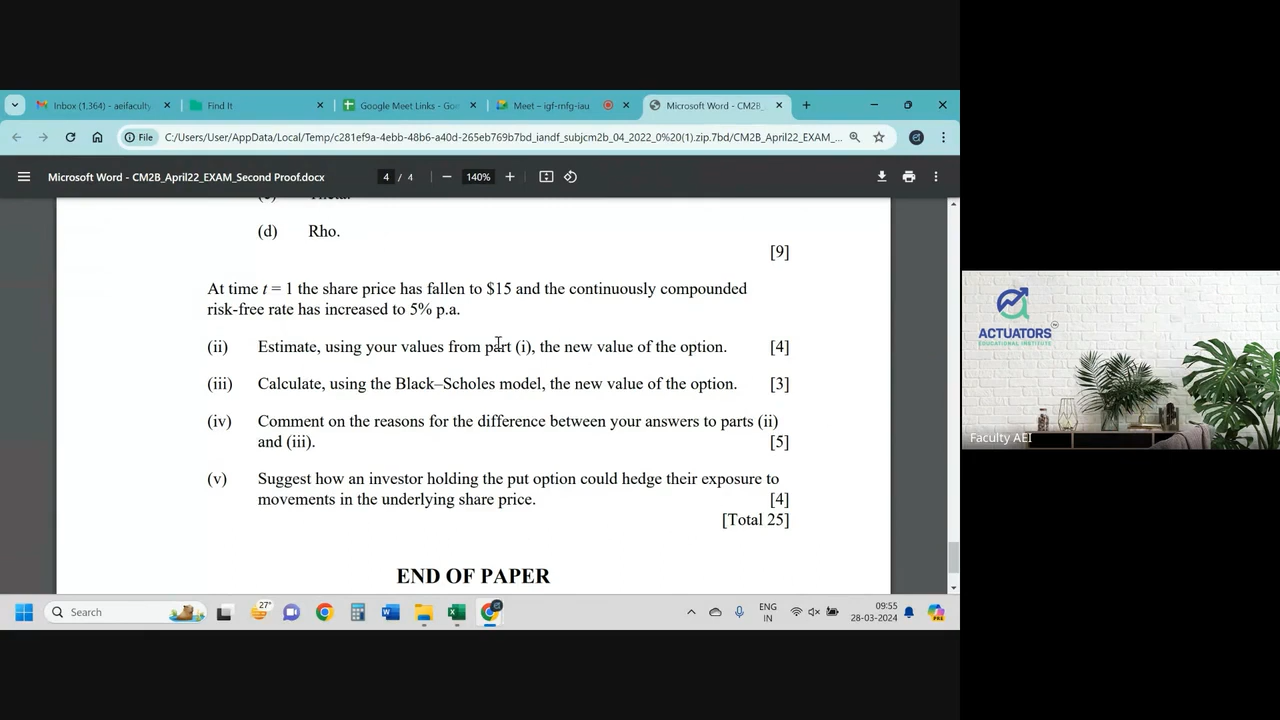 Inbox (1,364) - aeifaculty
Find It
Google Meet Links - Goo
Meet – igf-rnfg-iau
Microsoft Word - CM2B_
File
C:/Users/User/AppData/Local/Temp/c281ef9a-4ebb-48b6-a40d-265eb769b7bd_iandf_subjcm2b_04_2022_0%20(1).zip.7bd/CM2B_April22_EXAM_...
Microsoft Word - CM2B_April22_EXAM_Second Proof.docx
4 / 4
140%
(d) Rho.
[9]
At time t = 1 the share price has fallen to $15 and the continuously compounded
risk-free rate has increased to 5% p.a.
(ii) Estimate, using your values from part (i), the new value of the option. [4]
(iii) Calculate, using the Black–Scholes model, the new value of the option. [3]
(iv) Comment on the reasons for the difference between your answers to parts (ii)
and (iii). [5]
(v) Suggest how an investor holding the put option could hedge their exposure to
movements in the underlying share price. [4]
[Total 25]
END OF PAPER
ACTUATORS
EDUCATIONAL INSTITUTE
Faculty AEI
Search
27°
ENG
IN
09:55
28-03-2024